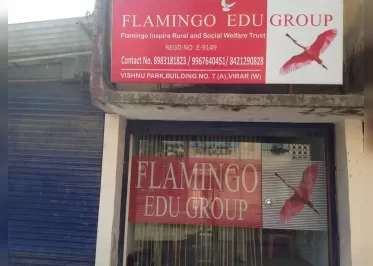 FLAMINGO EDU GROUP
Flamingo Inspira Rural and Social Welfare Trust
REGD NO .E-9149
Contact No. 8983181823 / 9967640451/ 8421290828
VISHNU PARK,BUILDING NO. 7 (A),VIRAR (W)
FLAMINGO
EDU GROUP